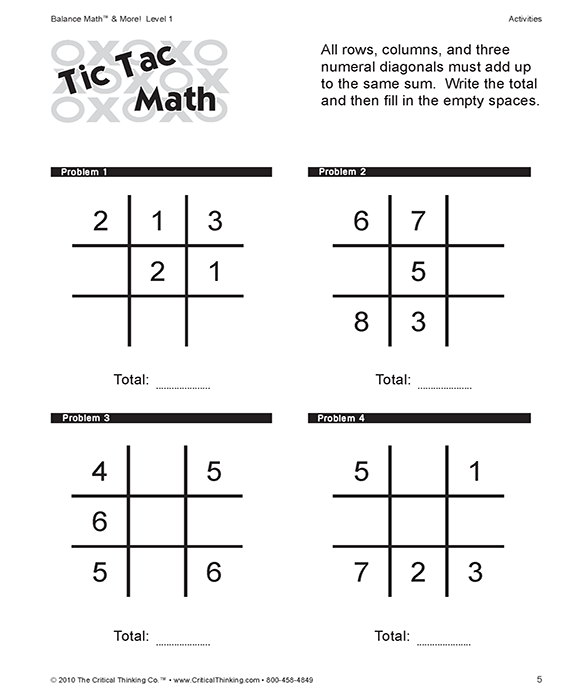 Balance Math™ & More! Level 1 Activities
OXOXO
Tic Tac
Math
OXOXOX
All rows, columns, and three
numeral diagonals must add up
to the same sum. Write the total
and then fill in the empty spaces.
Problem 1
2 1 3
2 1
Total: ....................
Problem 2
6 7
5
8 3
Total: ....................
Problem 3
4 5
6
5 6
Total: ....................
Problem 4
5 1
7 2 3
Total: ....................
© 2010 The Critical Thinking Co.™ • www.CriticalThinking.com • 800-458-4849 5